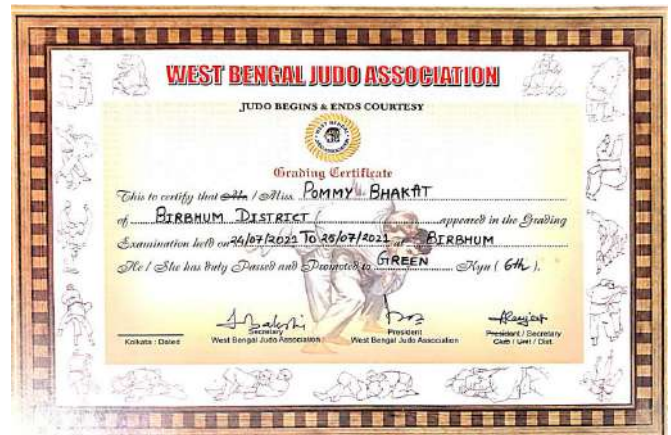 WEST BENGAL JUDO ASSOCIATION
JUDO BEGINS & ENDS COURTESY
Grading Certificate
This to certify that Mr. / Miss. POMMY BHAKAT
of BIRBHUM DISTRICT appeared in the Grading
Examination held on 24/07/2021 TO 25/07/2021 at BIRBHUM
He / She has duty Passed and Promoted to GREEN Kyu ( 6th ).
Kolkata : Dated
Secretary
West Bengal Judo Association
President
West Bengal Judo Association
President / Secretary
Club / Unit / Dist.